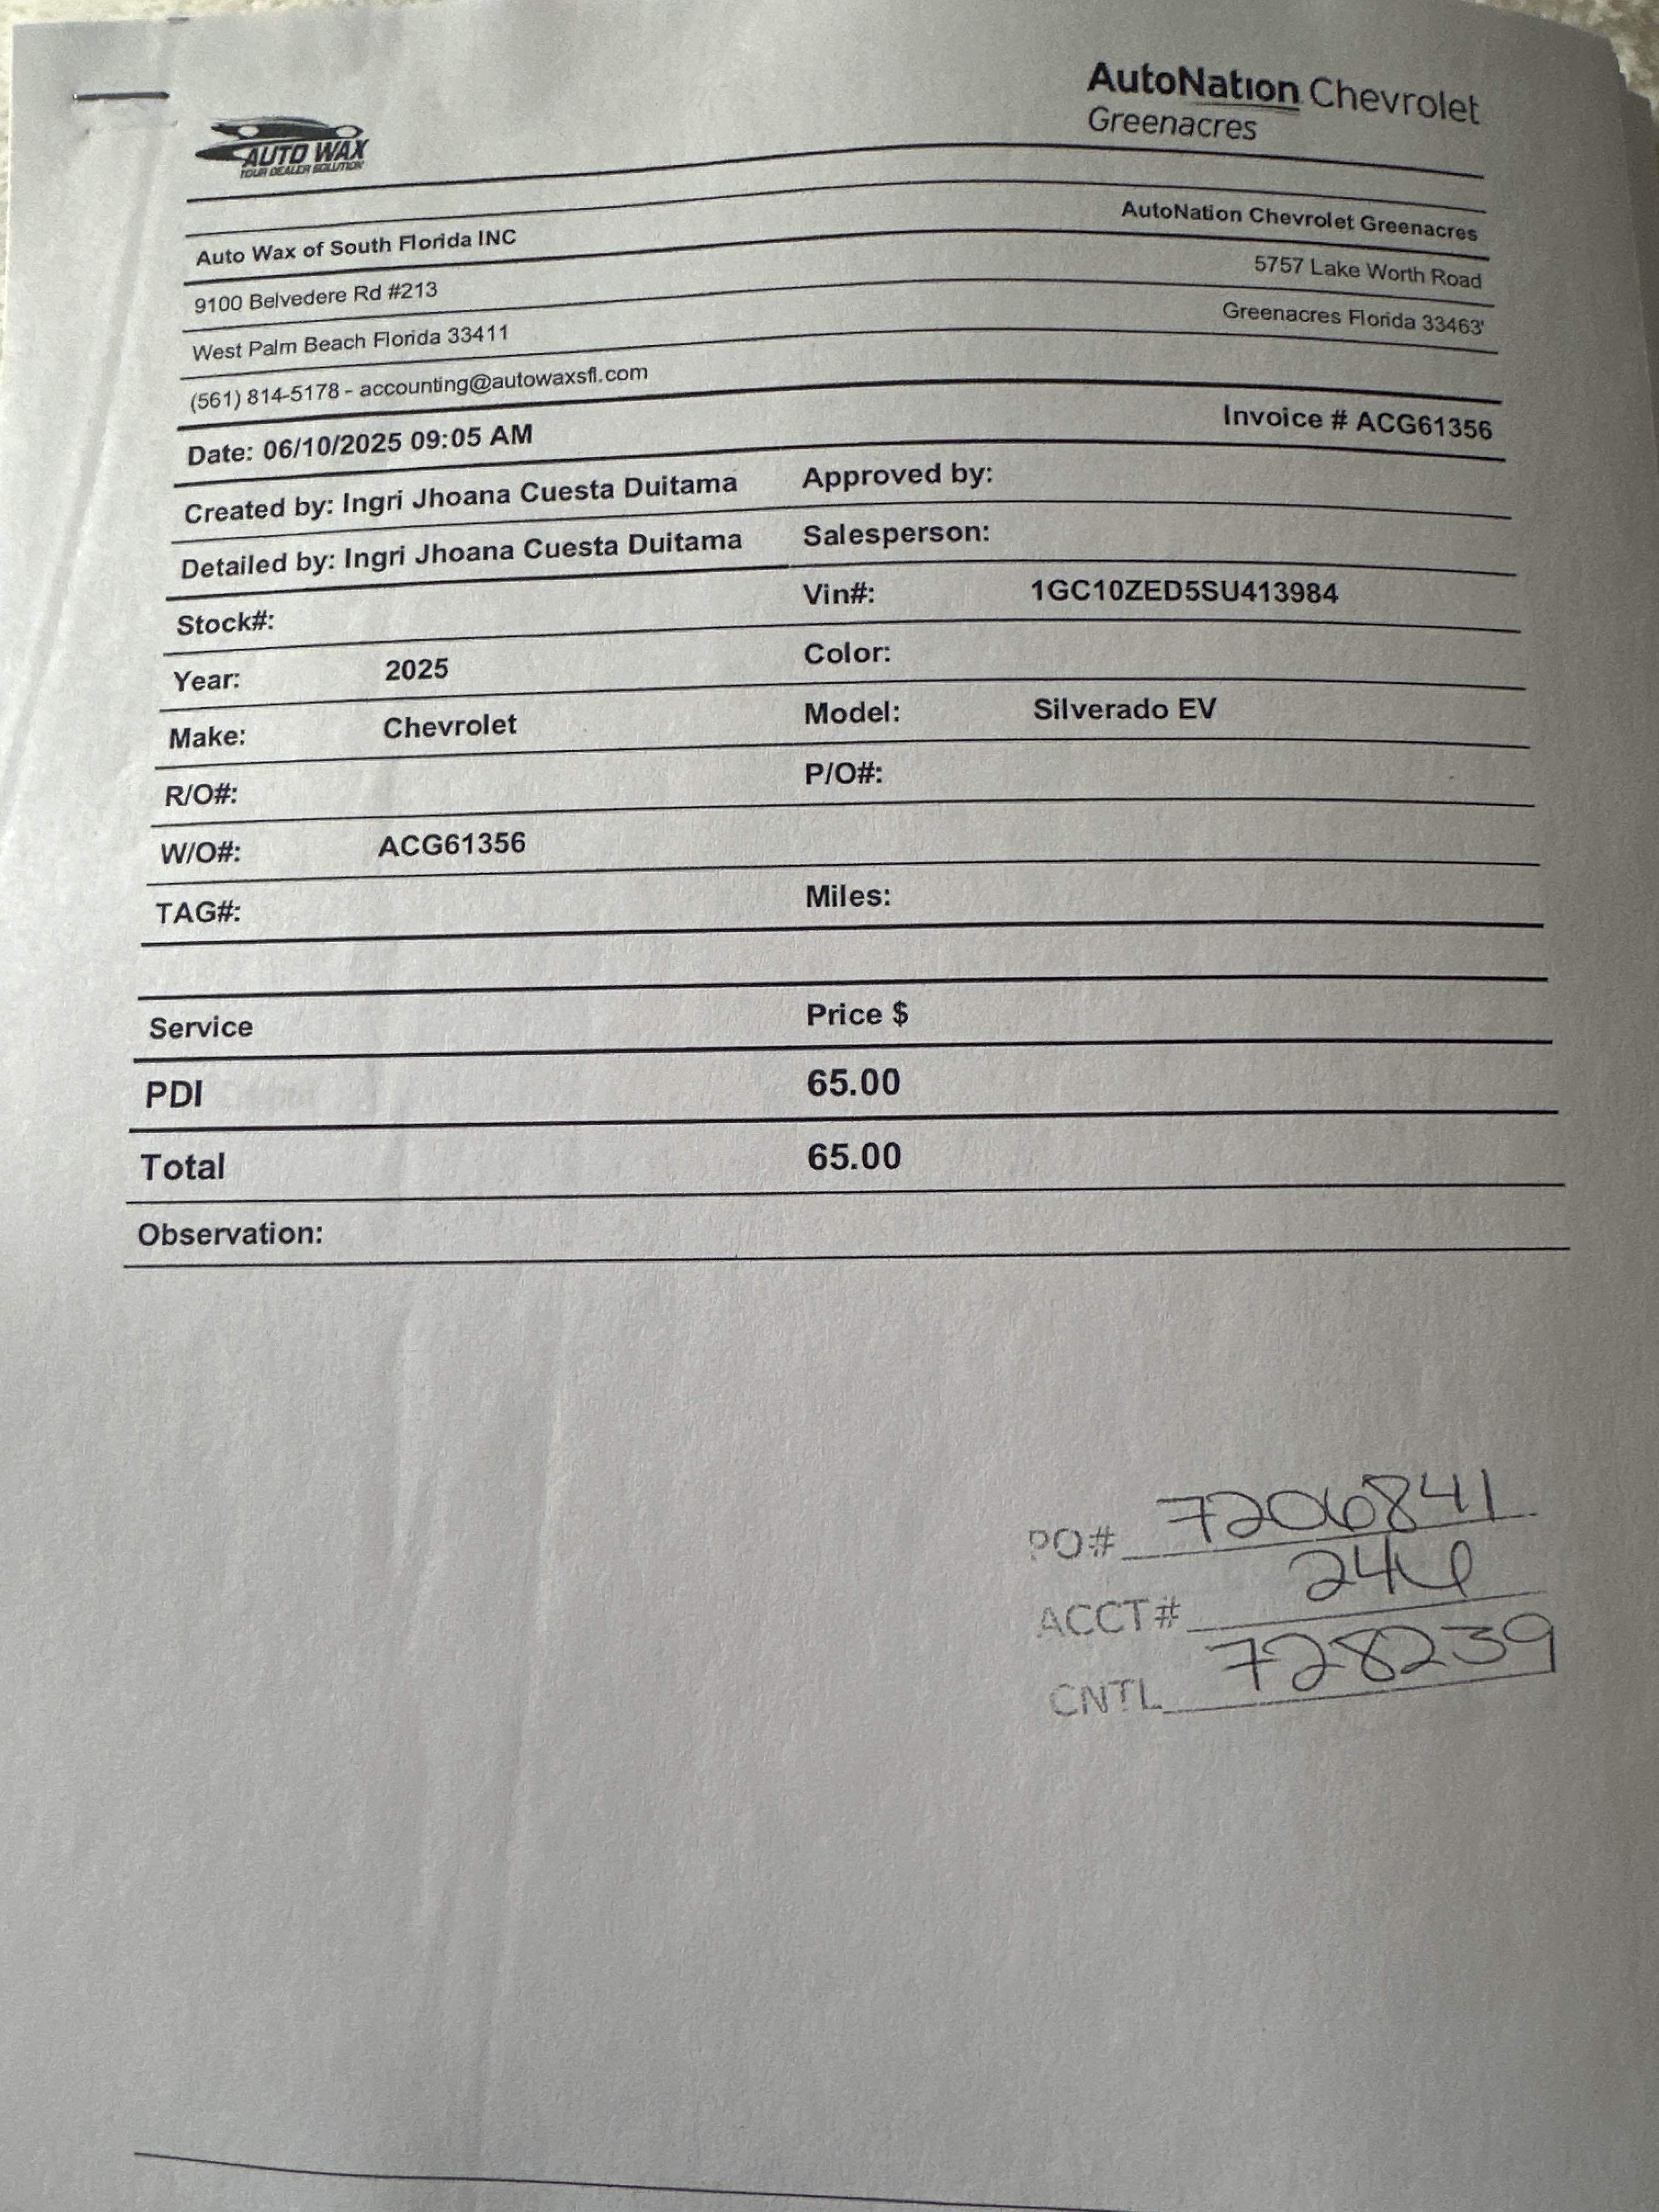 AUTO WAX
YOUR DEALER SOLUTION
AutoNation Chevrolet
Greenacres
Auto Wax of South Florida INC
AutoNation Chevrolet Greenacres
9100 Belvedere Rd #213
5757 Lake Worth Road
West Palm Beach Florida 33411
Greenacres Florida 33463'
(561) 814-5178 - accounting@autowaxsfl.com
Date: 06/10/2025 09:05 AM
Invoice # ACG61356
Created by: Ingri Jhoana Cuesta Duitama
Approved by:
Detailed by: Ingri Jhoana Cuesta Duitama
Salesperson:
Stock#:
Vin#: 1GC10ZED5SU413984
Year: 2025
Color:
Make: Chevrolet
Model: Silverado EV
R/O#:
P/O#:
W/O#: ACG61356
TAG#:
Miles:
Service Price $
PDI 65.00
Total 65.00
Observation:
PO# 7206841
ACCT# 246
CNTL 728239